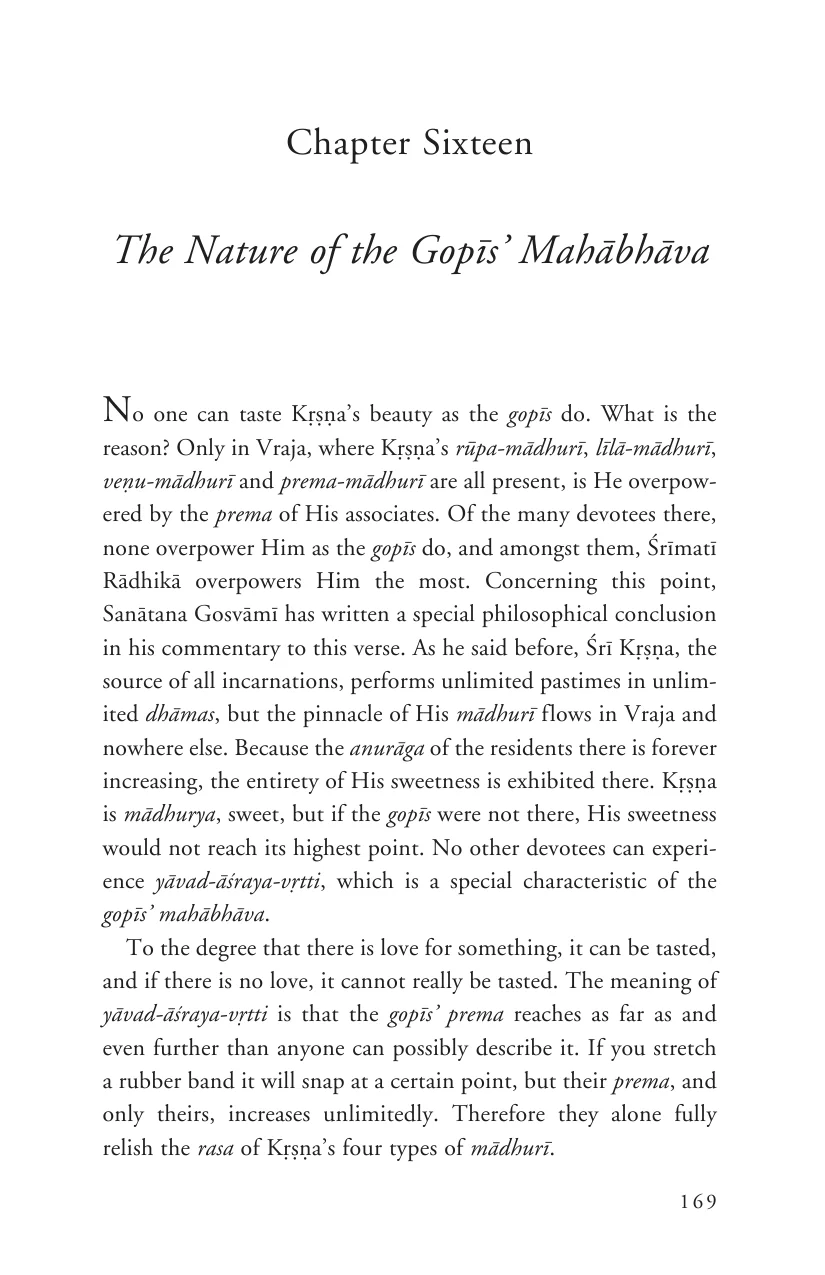 Chapter Sixteen
The Nature of the Gopīs’ Mahābhāva
No one can taste Kṛṣṇa’s beauty as the gopīs do. What is the
reason? Only in Vraja, where Kṛṣṇa’s rūpa-mādhurī, līlā-mādhurī,
veṇu-mādhurī and prema-mādhurī are all present, is He overpow-
ered by the prema of His associates. Of the many devotees there,
none overpower Him as the gopīs do, and amongst them, Śrīmatī
Rādhikā overpowers Him the most. Concerning this point,
Sanātana Gosvāmī has written a special philosophical conclusion
in his commentary to this verse. As he said before, Śrī Kṛṣṇa, the
source of all incarnations, performs unlimited pastimes in unlim-
ited dhāmas, but the pinnacle of His mādhurī flows in Vraja and
nowhere else. Because the anurāga of the residents there is forever
increasing, the entirety of His sweetness is exhibited there. Kṛṣṇa
is mādhurya, sweet, but if the gopīs were not there, His sweetness
would not reach its highest point. No other devotees can experi-
ence yāvad-āśraya-vṛtti, which is a special characteristic of the
gopīs’ mahābhāva.
To the degree that there is love for something, it can be tasted,
and if there is no love, it cannot really be tasted. The meaning of
yāvad-āśraya-vṛtti is that the gopīs’ prema reaches as far as and
even further than anyone can possibly describe it. If you stretch
a rubber band it will snap at a certain point, but their prema, and
only theirs, increases unlimitedly. Therefore they alone fully
relish the rasa of Kṛṣṇa’s four types of mādhurī.
169